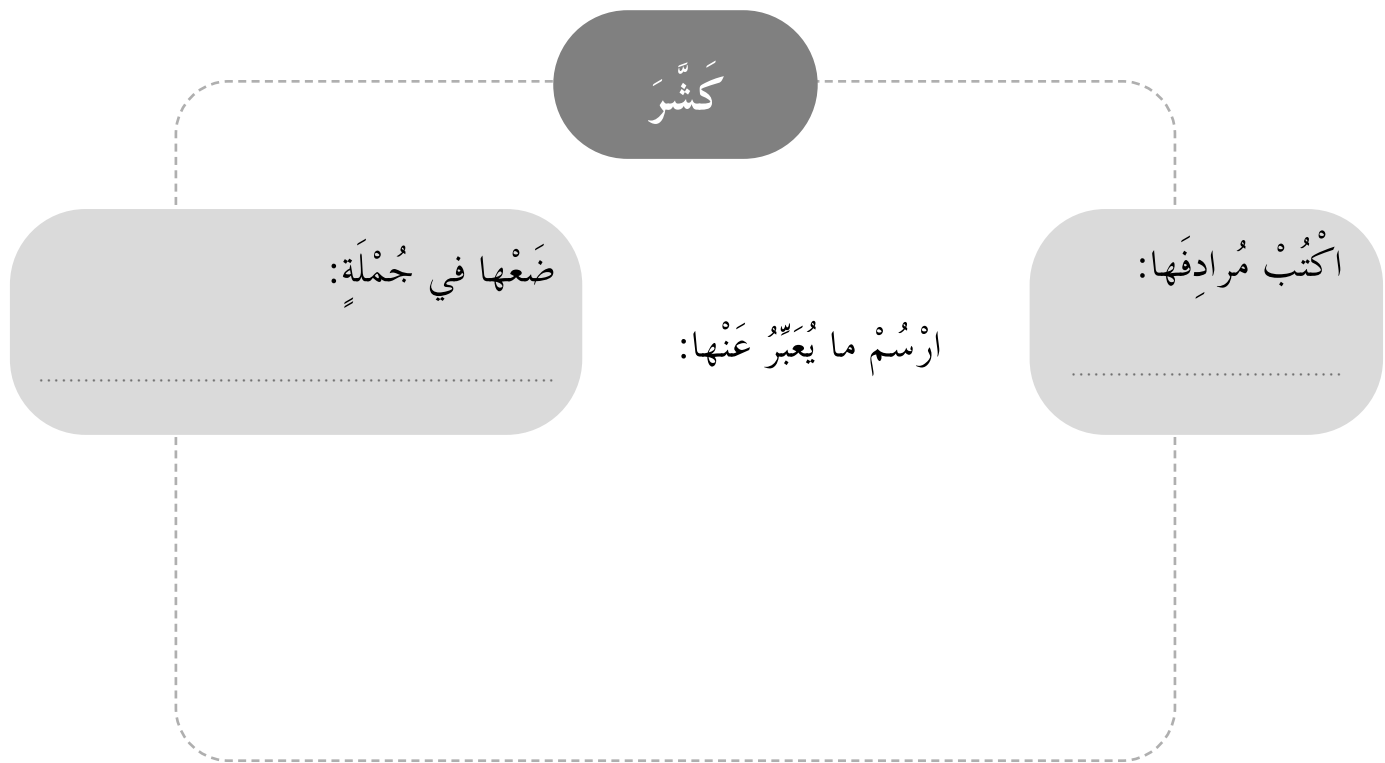 كَشَّرَ
اكْتُبْ مُرادِفَها:
ضَعْها في جُمْلَةٍ:
ارْسُمْ ما يُعَبِّرُ عَنْها: